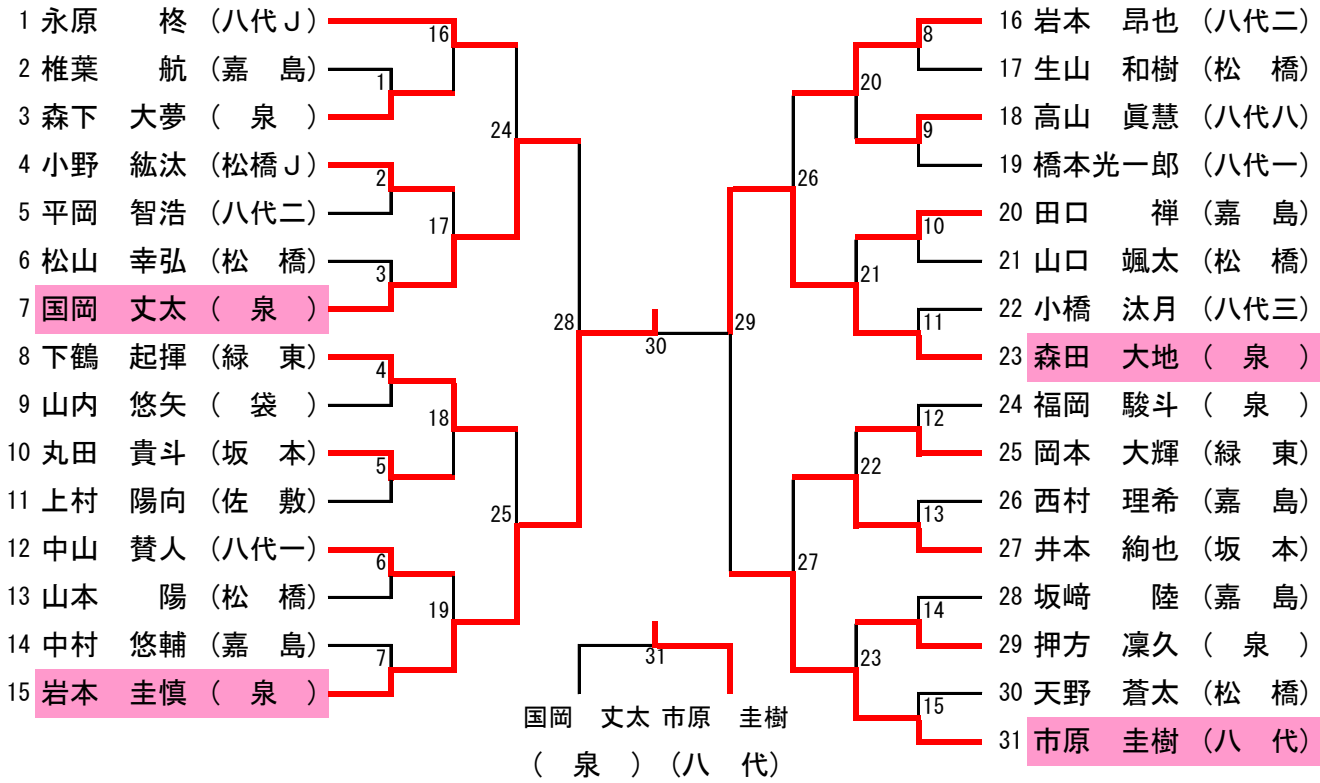 1 永原　　柊（八代Ｊ）
2 椎葉　　航（嘉　島）
3 森下　大夢（　泉　）
4 小野　紘汰（松橋Ｊ）
5 平岡　智浩（八代二）
6 松山　幸弘（松　橋）
7 国岡　丈太（　泉　）
8 下鶴　起揮（緑　東）
9 山内　悠矢（　袋　）
10 丸田　貴斗（坂　本）
11 上村　陽向（佐　敷）
12 中山　賛人（八代一）
13 山本　　陽（松　橋）
14 中村　悠輔（嘉　島）
15 岩本　圭慎（　泉　）
1
2
3
4
5
6
7
16
17
18
19
24
25
28
30
29
26
27
20
21
22
23
8
9
10
11
12
13
14
15
16 岩本　昂也（八代二）
17 生山　和樹（松　橋）
18 高山　眞慧（八代八）
19 橋本光一郎（八代一）
20 田口　　禅（嘉　島）
21 山口　颯太（松　橋）
22 小橋　汰月（八代三）
23 森田　大地（　泉　）
24 福岡　駿斗（　泉　）
25 岡本　大輝（緑　東）
26 西村　理希（嘉　島）
27 井本　絢也（坂　本）
28 坂﨑　　陸（嘉　島）
29 押方　凜久（　泉　）
30 天野　蒼太（松　橋）
31 市原　圭樹（八　代）
31
国岡　丈太 市原　圭樹
（　泉　）（八　代）